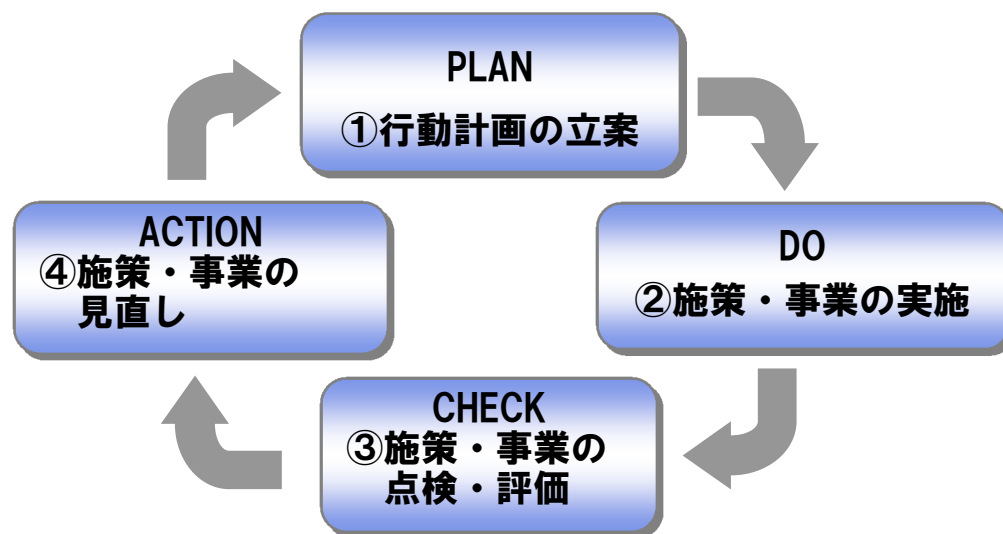 PLAN
①行動計画の立案
DO
②施策・事業の実施
CHECK
③施策・事業の
点検・評価
ACTION
④施策・事業の
見直し